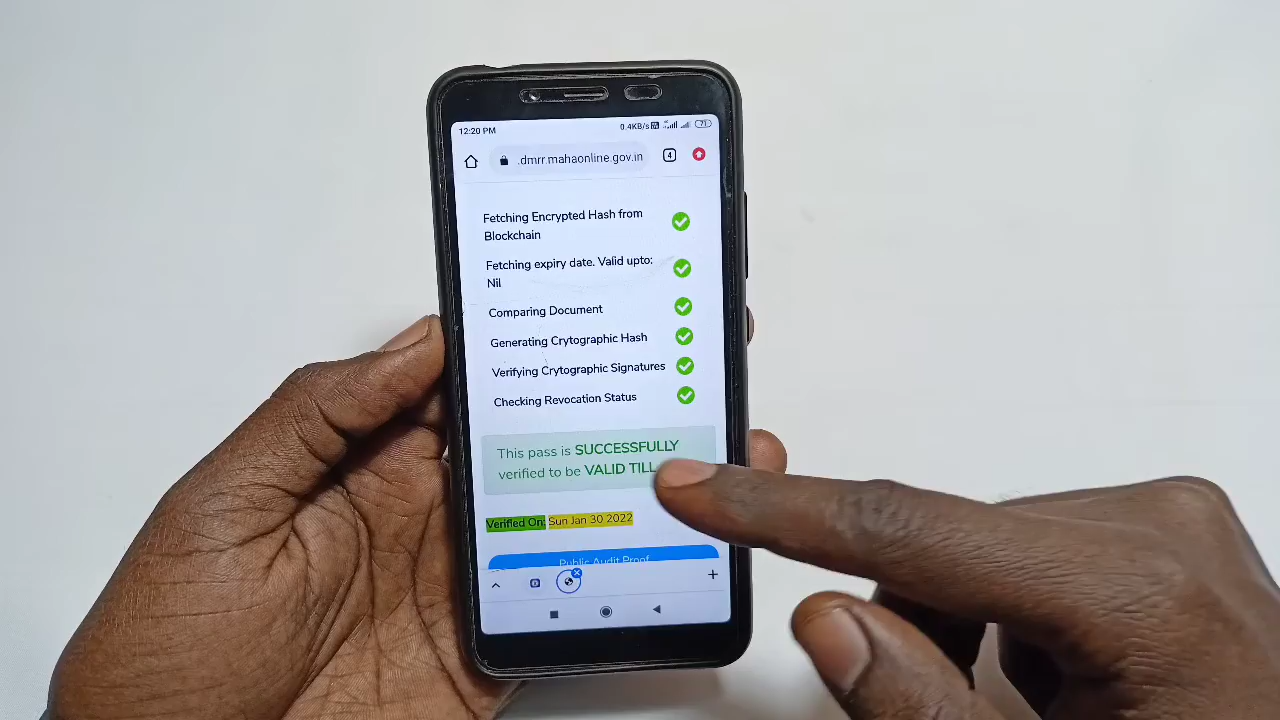 12:20 PM
0.4KB/s
71
.dmrr.mahaonline.gov.in
4
Fetching Encrypted Hash from
Blockchain
Fetching expiry date. Valid upto:
Nil
Comparing Document
Generating Crytographic Hash
Verifying Crytographic Signatures
Checking Revocation Status
This pass is SUCCESSFULLY
verified to be VALID TILL
Verified On: Sun Jan 30 2022
Public Audit Proof